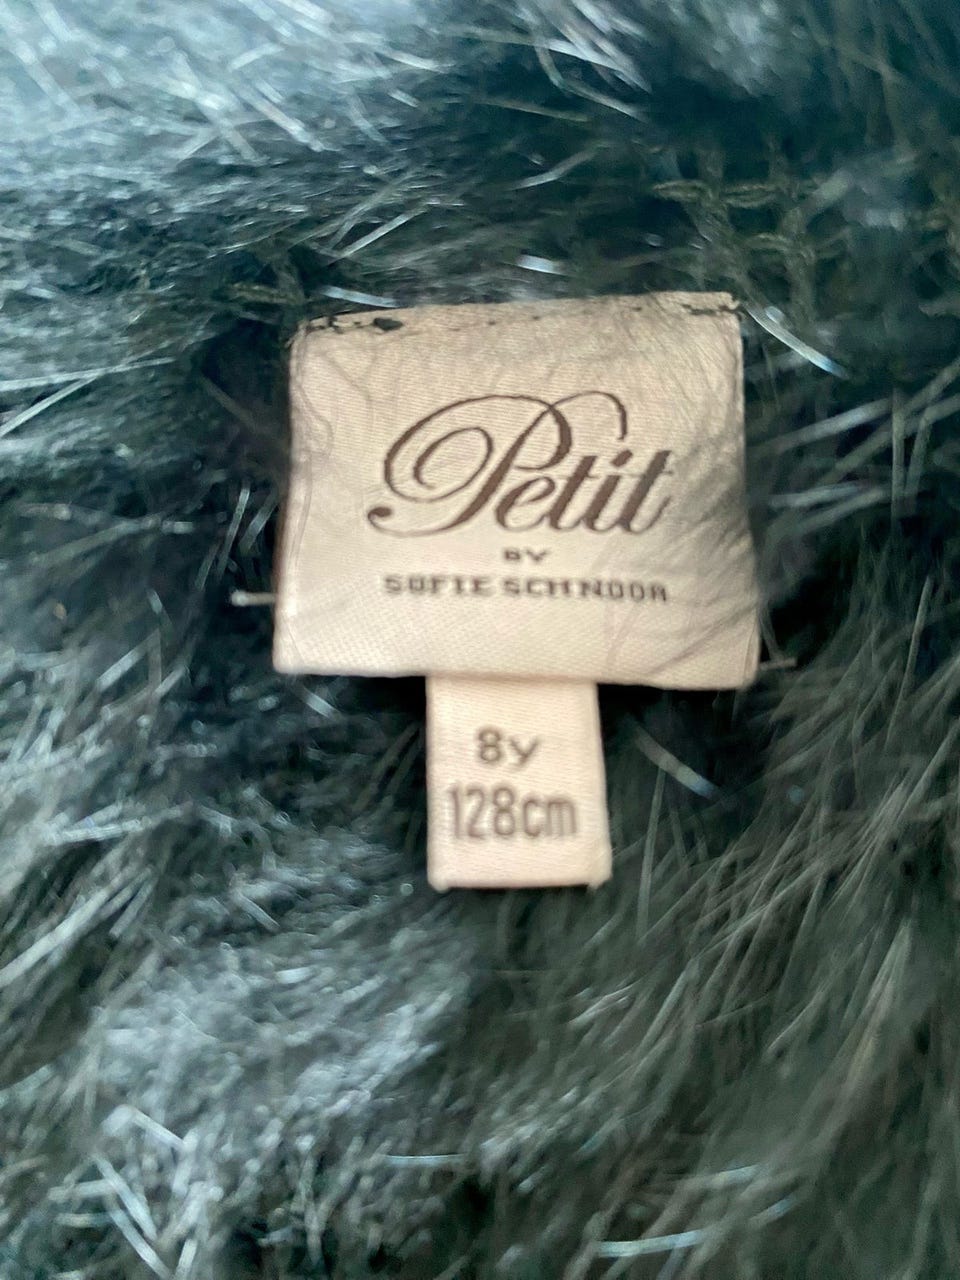 Petit
BY
SOFIE SCHNOOR
8y
128cm